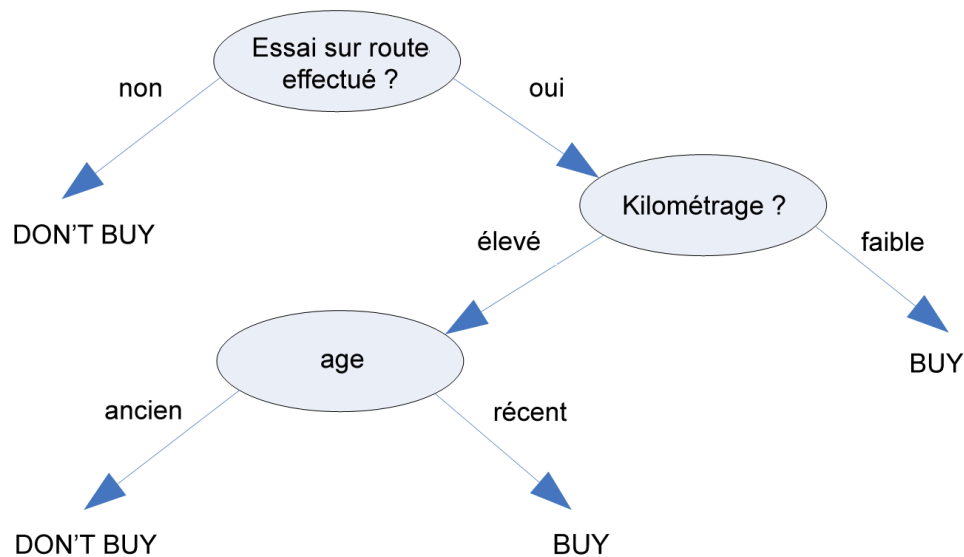 Essai sur route
effectué ?
non
oui
DON'T BUY
Kilométrage ?
élevé
faible
age
BUY
ancien
récent
DON'T BUY
BUY